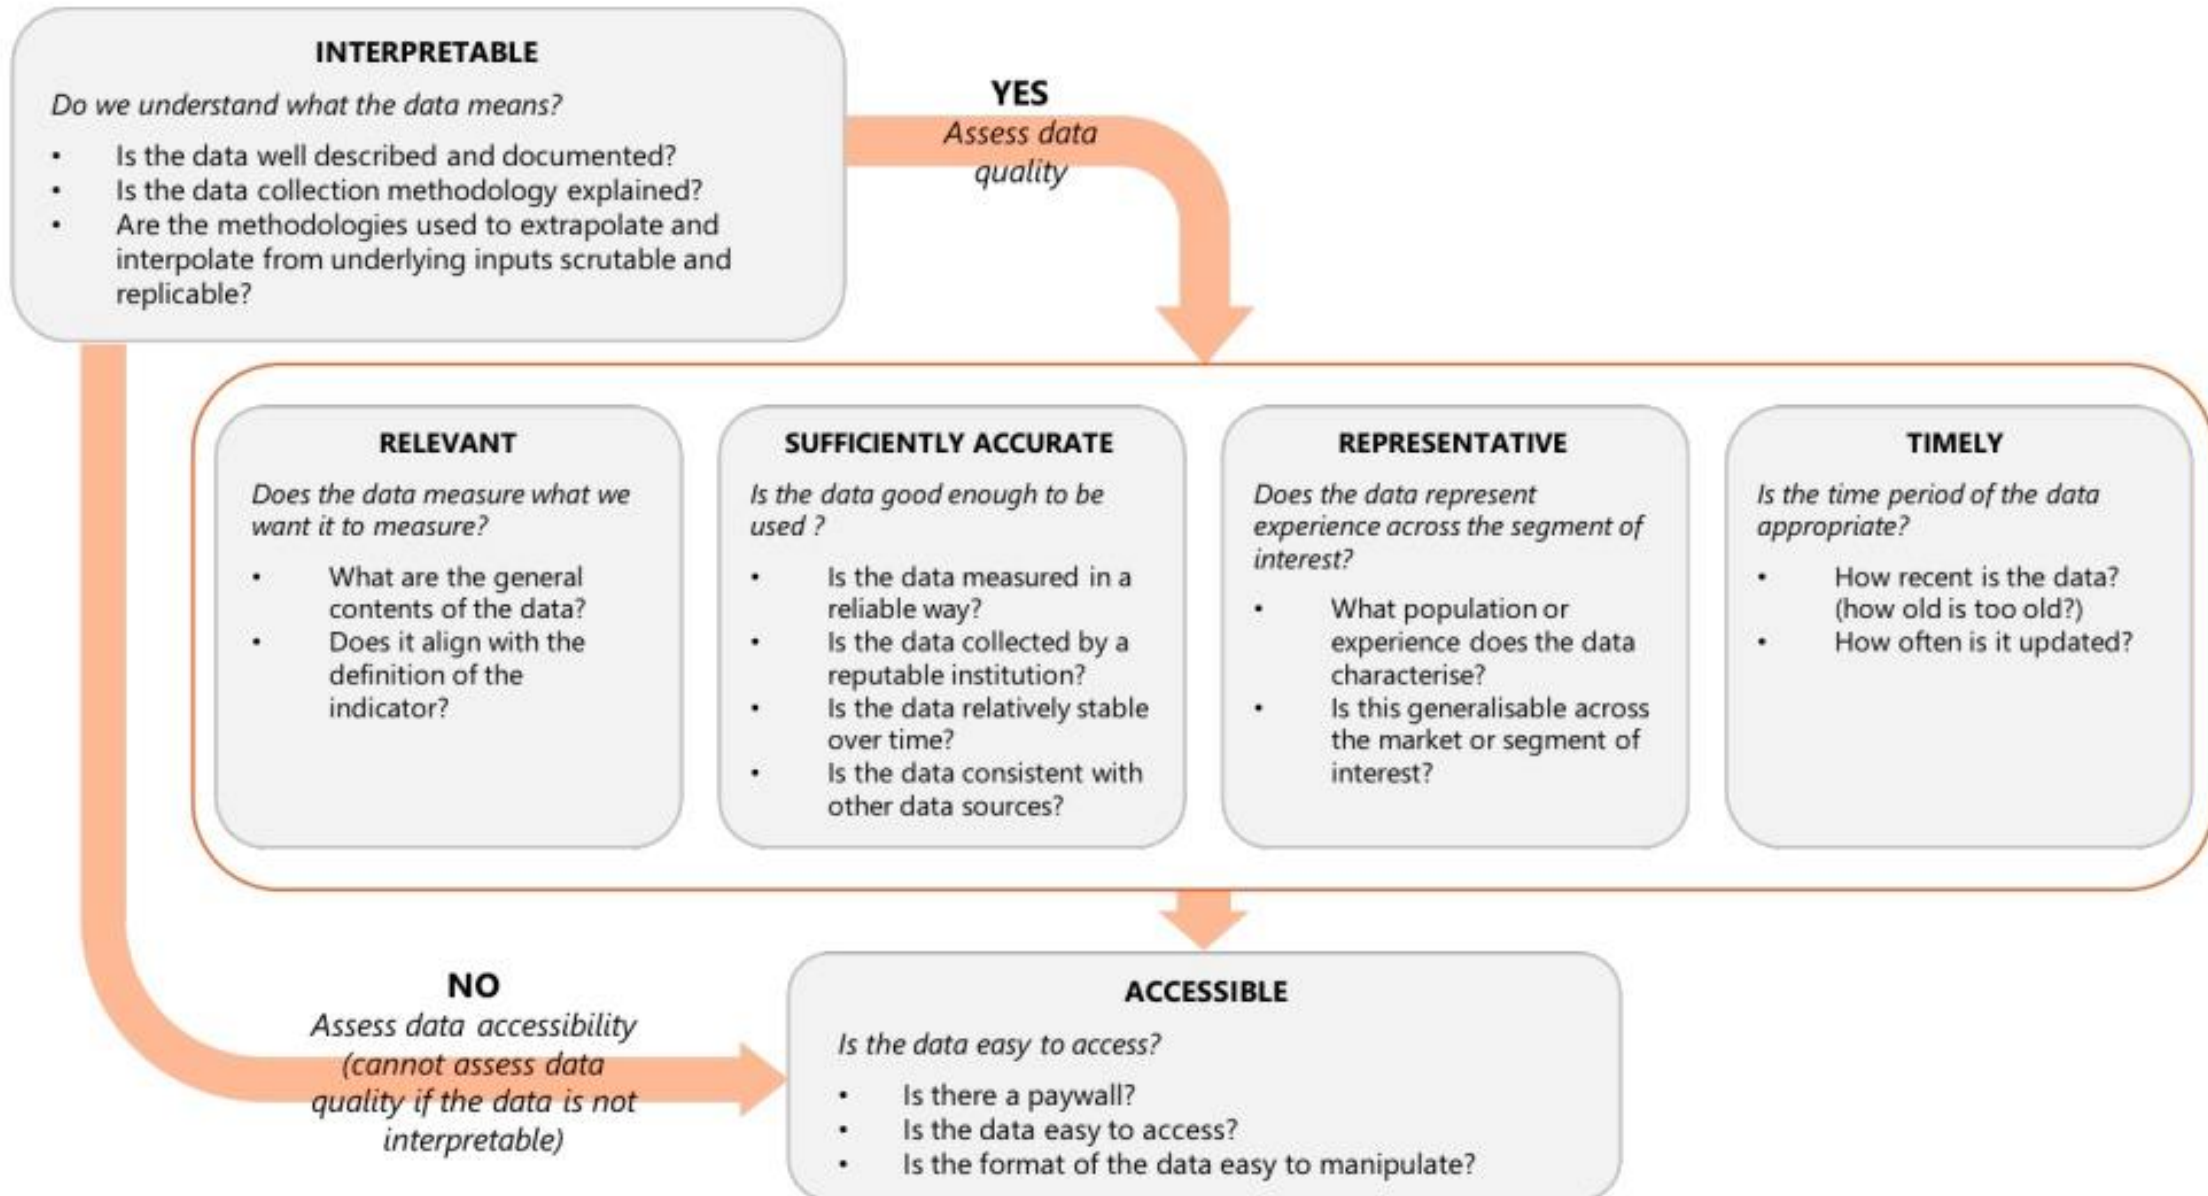 INTERPRETABLE
Do we understand what the data means?
• Is the data well described and documented?
• Is the data collection methodology explained?
• Are the methodologies used to extrapolate and
interpolate from underlying inputs scrutable and
replicable?
YES
Assess data
quality
RELEVANT
Does the data measure what we
want it to measure?
• What are the general
contents of the data?
• Does it align with the
definition of the
indicator?
SUFFICIENTLY ACCURATE
Is the data good enough to be
used ?
• Is the data measured in a
reliable way?
• Is the data collected by a
reputable institution?
• Is the data relatively stable
over time?
• Is the data consistent with
other data sources?
REPRESENTATIVE
Does the data represent
experience across the segment of
interest?
• What population or
experience does the data
characterise?
• Is this generalisable across
the market or segment of
interest?
TIMELY
Is the time period of the data
appropriate?
• How recent is the data?
(how old is too old?)
• How often is it updated?
NO
Assess data accessibility
(cannot assess data
quality if the data is not
interpretable)
ACCESSIBLE
Is the data easy to access?
• Is there a paywall?
• Is the data easy to access?
• Is the format of the data easy to manipulate?